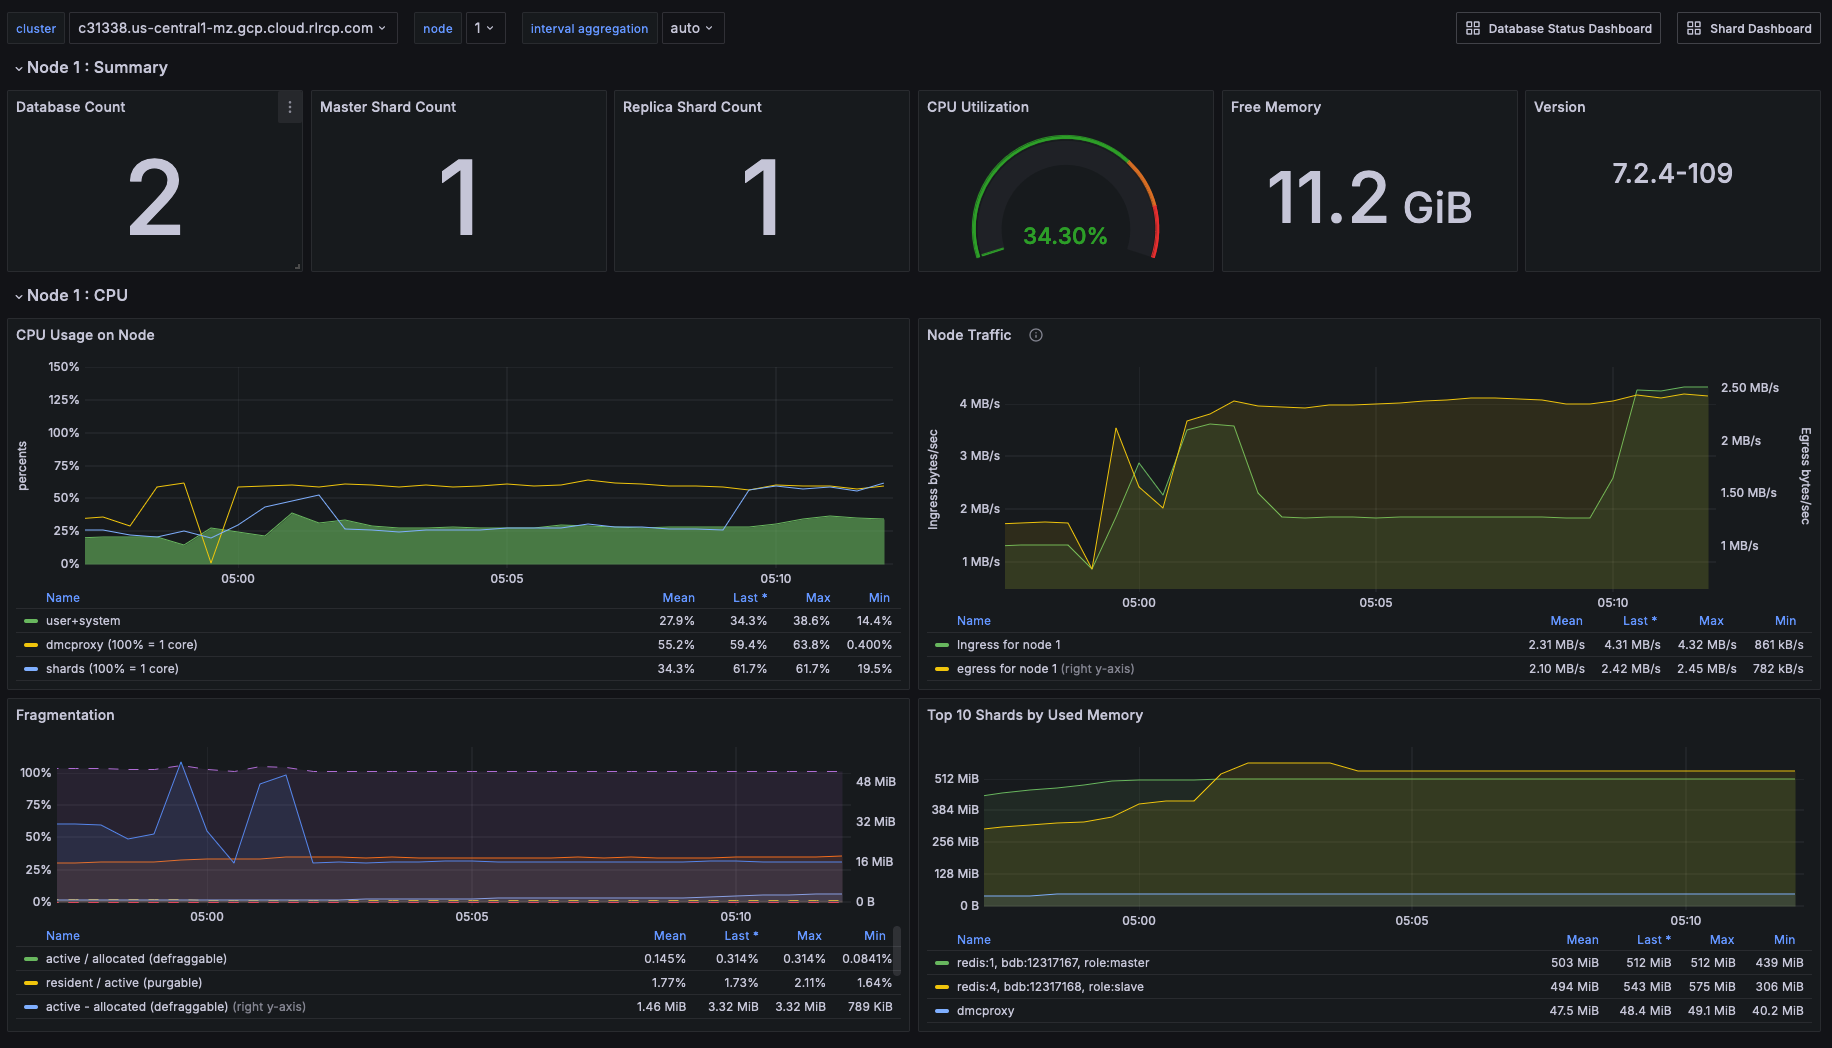 cluster c31338.us-central1-mz.gcp.cloud.rlrcp.com node 1 interval aggregation auto Database Status Dashboard Shard Dashboard
Node 1 : Summary
Database Count
2
Master Shard Count
1
Replica Shard Count
1
CPU Utilization
34.30%
Free Memory
11.2 GiB
Version
7.2.4-109
Node 1 : CPU
CPU Usage on Node
percents
150%
125%
100%
75%
50%
25%
0%
05:00 05:05 05:10
Name Mean Last * Max Min
user+system 27.9% 34.3% 38.6% 14.4%
dmcproxy (100% = 1 core) 55.2% 59.4% 63.8% 0.400%
shards (100% = 1 core) 34.3% 61.7% 61.7% 19.5%
Node Traffic
Ingress bytes/sec
4 MB/s
3 MB/s
2 MB/s
1 MB/s
2.50 MB/s
2 MB/s
1.50 MB/s
1 MB/s
Egress bytes/sec
05:00 05:05 05:10
Name Mean Last * Max Min
Ingress for node 1 2.31 MB/s 4.31 MB/s 4.32 MB/s 861 kB/s
egress for node 1 (right y-axis) 2.10 MB/s 2.42 MB/s 2.45 MB/s 782 kB/s
Fragmentation
100%
75%
50%
25%
0%
48 MiB
32 MiB
16 MiB
0 B
05:00 05:05 05:10
Name Mean Last * Max Min
active / allocated (defraggable) 0.145% 0.314% 0.314% 0.0841%
resident / active (purgable) 1.77% 1.73% 2.11% 1.64%
active - allocated (defraggable) (right y-axis) 1.46 MiB 3.32 MiB 3.32 MiB 789 KiB
Top 10 Shards by Used Memory
512 MiB
384 MiB
256 MiB
128 MiB
0 B
05:00 05:05 05:10
Name Mean Last * Max Min
redis:1, bdb:12317167, role:master 503 MiB 512 MiB 512 MiB 439 MiB
redis:4, bdb:12317168, role:slave 494 MiB 543 MiB 575 MiB 306 MiB
dmcproxy 47.5 MiB 48.4 MiB 49.1 MiB 40.2 MiB